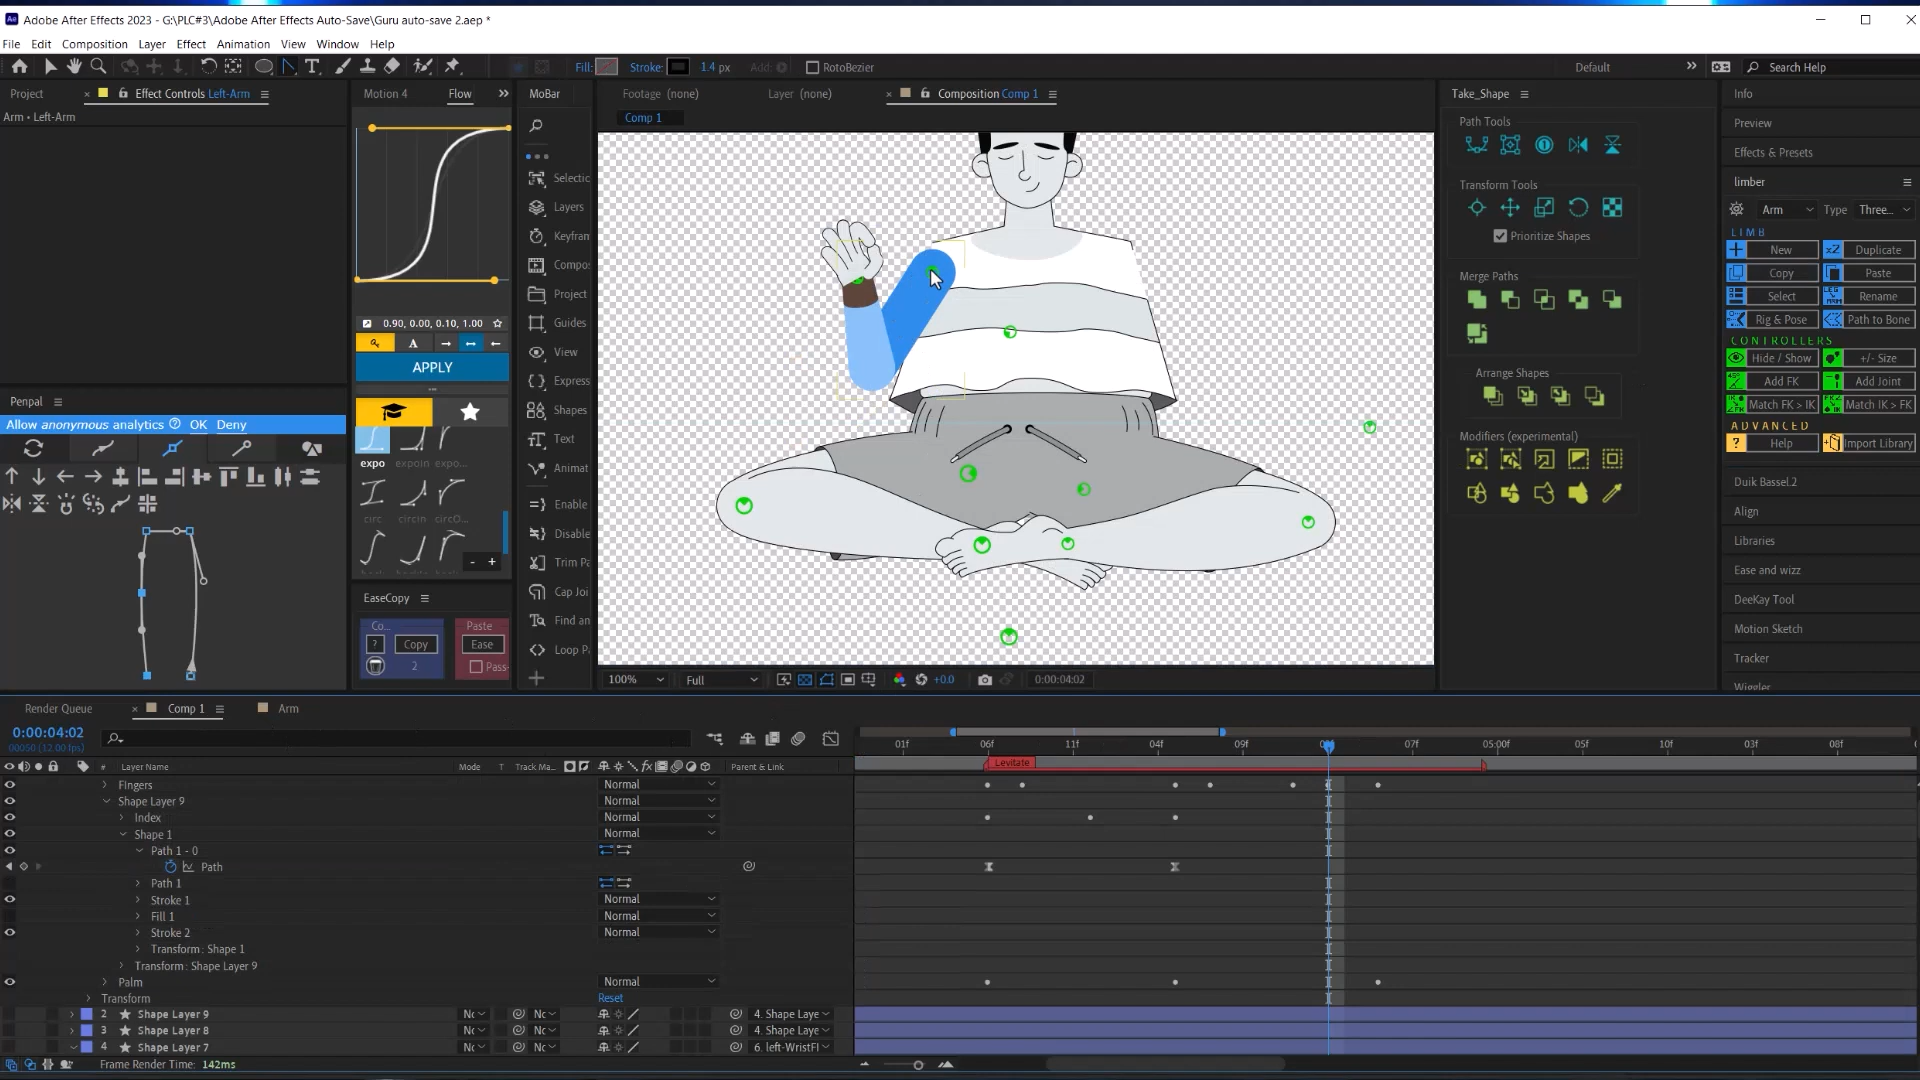 Adobe After Effects 2023 - G:\PLC#3\Adobe After Effects Auto-Save\Guru auto-save 2.aep *
File Edit Composition Layer Effect Animation View Window Help
Fill: Stroke: 1.4 px Add: RotoBezier Default Search Help
Project Effect Controls Left-Arm
Arm • Left-Arm
Penpal
Allow anonymous analytics OK Deny
Motion 4 Flow
0.90, 0.00, 0.10, 1.00
A
APPLY
expo expoin expo...
circ circin circO...
- +
EaseCopy
Co... Paste
? Copy Ease
2 Pass-
MoBar
Selectio
Layers
Keyfram
Compos
Project
Guides
View
Express
Shapes
Text
Animat
Enable
Disable
Trim Pa
Cap Joi
Find an
Loop P
Footage (none) Layer (none) Composition Comp 1
Comp 1
100% Full +0.0 0:00:04:02
Take_Shape
Path Tools
Transform Tools
Prioritize Shapes
Merge Paths
Arrange Shapes
Modifiers (experimental)
Info
Preview
Effects & Presets
limber
Arm Type Three...
LIMB
New Duplicate
Copy Paste
Select Rename
Rig & Pose Path to Bone
CONTROLLERS
Hide / Show +/- Size
Add FK Add Joint
Match FK > IK Match IK > FK
ADVANCED
Help Import Library
Duik Bassel.2
Align
Libraries
Ease and wizz
DeeKay Tool
Motion Sketch
Tracker
Wiggler
Render Queue Comp 1 Arm
0:00:04:02
00050 (12.00 fps)
01f 06f 11f 04f 09f 07f 05:00f 05f 10f 03f 08f
# Layer Name Mode T Track Ma... Parent & Link
Levitate
Fingers Normal
Shape Layer 9 Normal
Index Normal
Shape 1 Normal
Path 1 - 0
Path
Path 1
Stroke 1 Normal
Fill 1 Normal
Stroke 2 Normal
Transform: Shape 1
Transform: Shape Layer 9
Palm Normal
Transform Reset
2 Shape Layer 9 Nc Nc 4. Shape Laye
3 Shape Layer 8 Nc Nc 4. Shape Laye
4 Shape Layer 7 Nc Nc 6. left-WristFI
Frame Render Time: 142ms